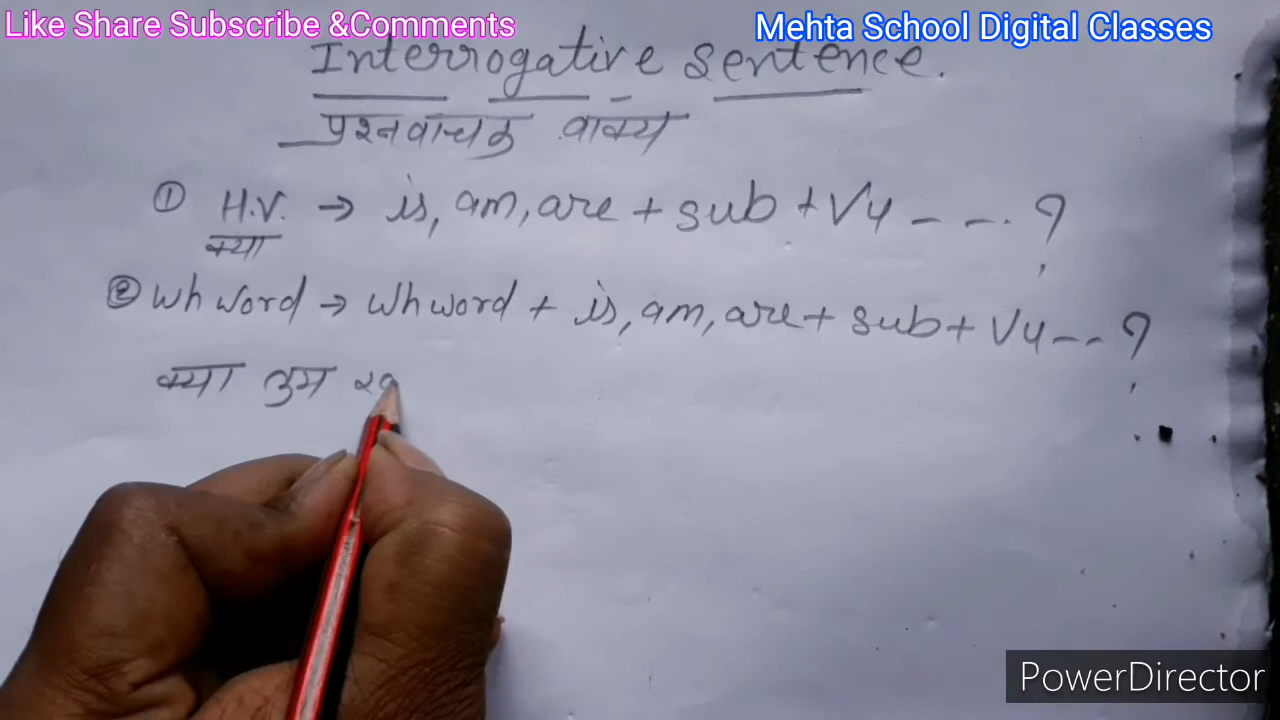 Like Share Subscribe &Comments
Mehta School Digital Classes
Interrogative Sentence.
प्रश्नवाचक वाक्य
① H.V. → is, am, are + sub + V4 - - . ?
क्या
② Wh Word → Wh word + is, am, are + sub + V4 - - ?
क्या तुम
PowerDirector